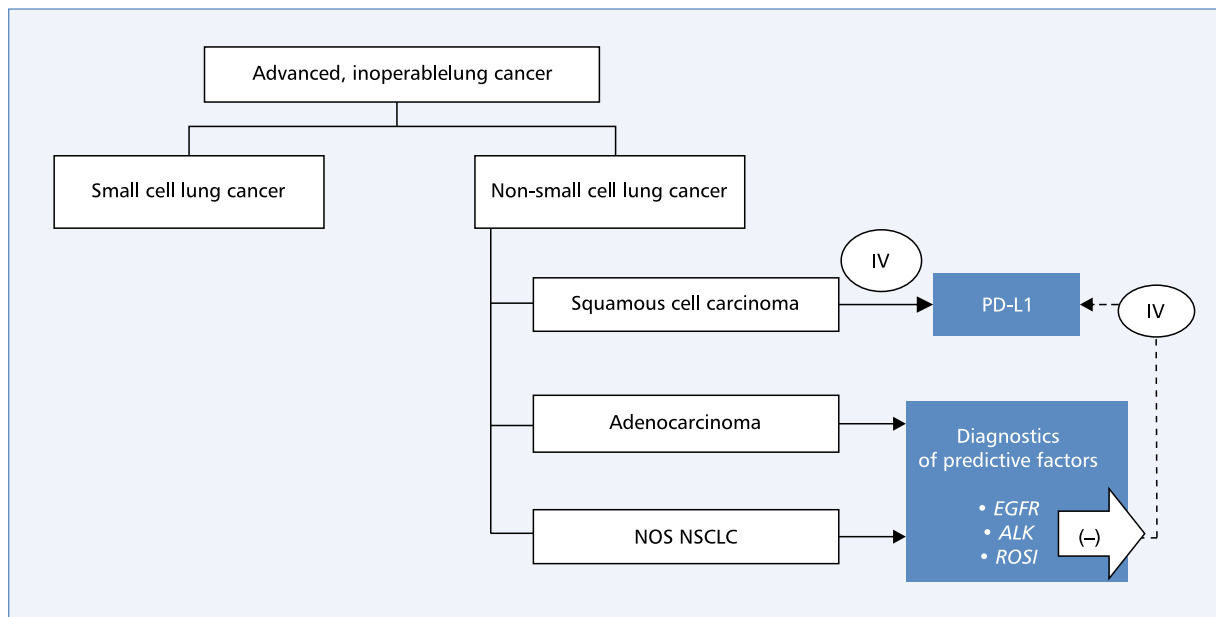 Advanced, inoperablelung cancer
Small cell lung cancer
Non-small cell lung cancer
IV
Squamous cell carcinoma
PD-L1
IV
Adenocarcinoma
Diagnostics
of predictive factors
• EGFR
• ALK
• ROSI
(–)
NOS NSCLC